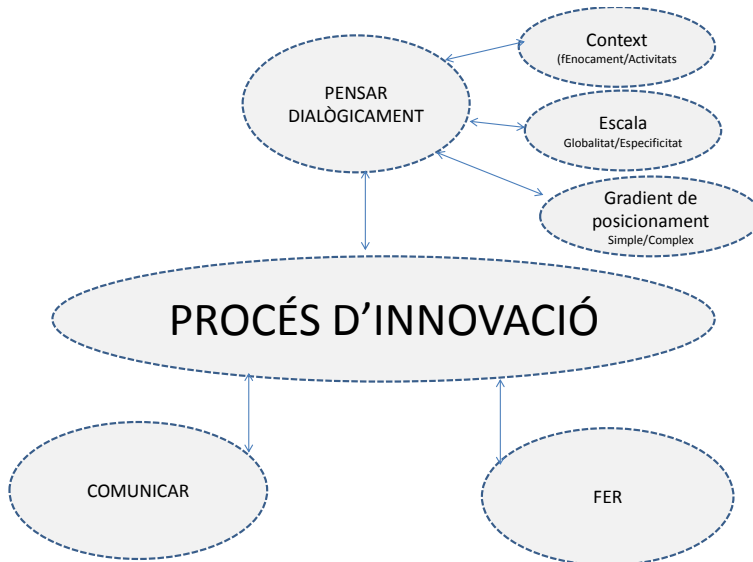 Context
(fEnocament/Activitats
PENSAR
DIALÒGICAMENT
Escala
Globalitat/Especificitat
Gradient de
posicionament
Simple/Complex
PROCÉS D’INNOVACIÓ
COMUNICAR
FER